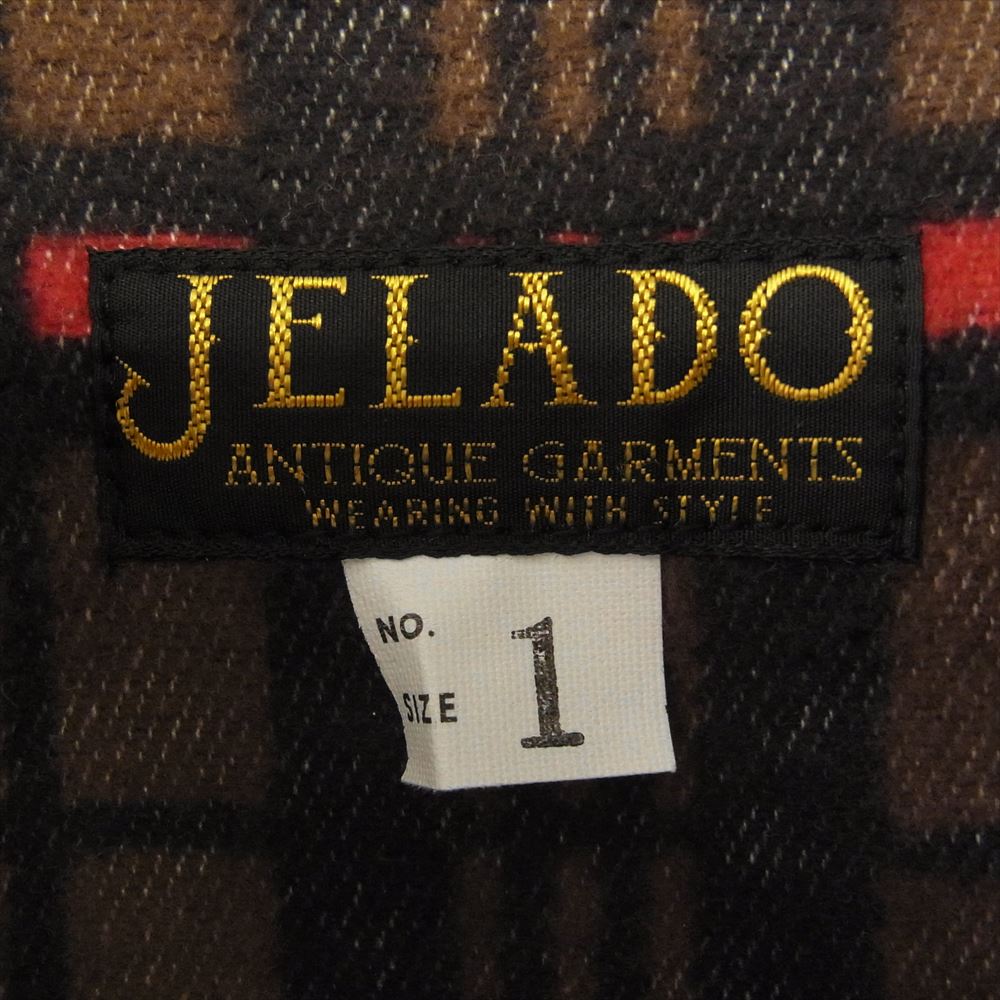 JELADO
ANTIQUE GARMENTS
WEARING WITH STYLE
NO.
SIZE 1